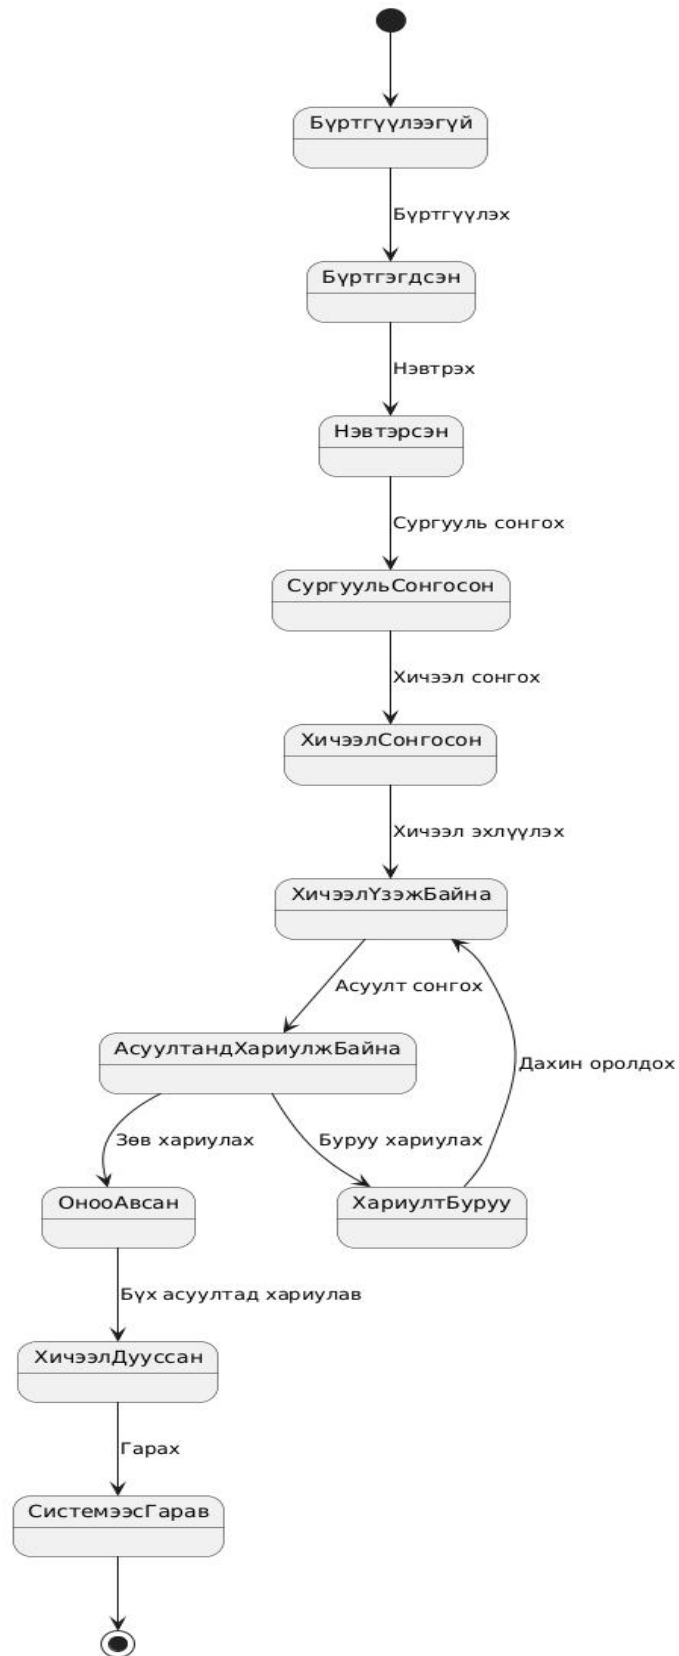 Бүртгүүлээгүй
Бүртгүүлэх
Бүртгэгдсэн
Нэвтрэх
Нэвтэрсэн
Сургууль сонгох
СургуульСонгосон
Хичээл сонгох
ХичээлСонгосон
Хичээл эхлүүлэх
ХичээлҮзэжБайна
Асуулт сонгох
АсуултандХариулжБайна
Дахин оролдох
Зөв хариулах
Буруу хариулах
ОнооАвсан
ХариултБуруу
Бүх асуултад хариулав
ХичээлДууссан
Гарах
СистемээсГарав